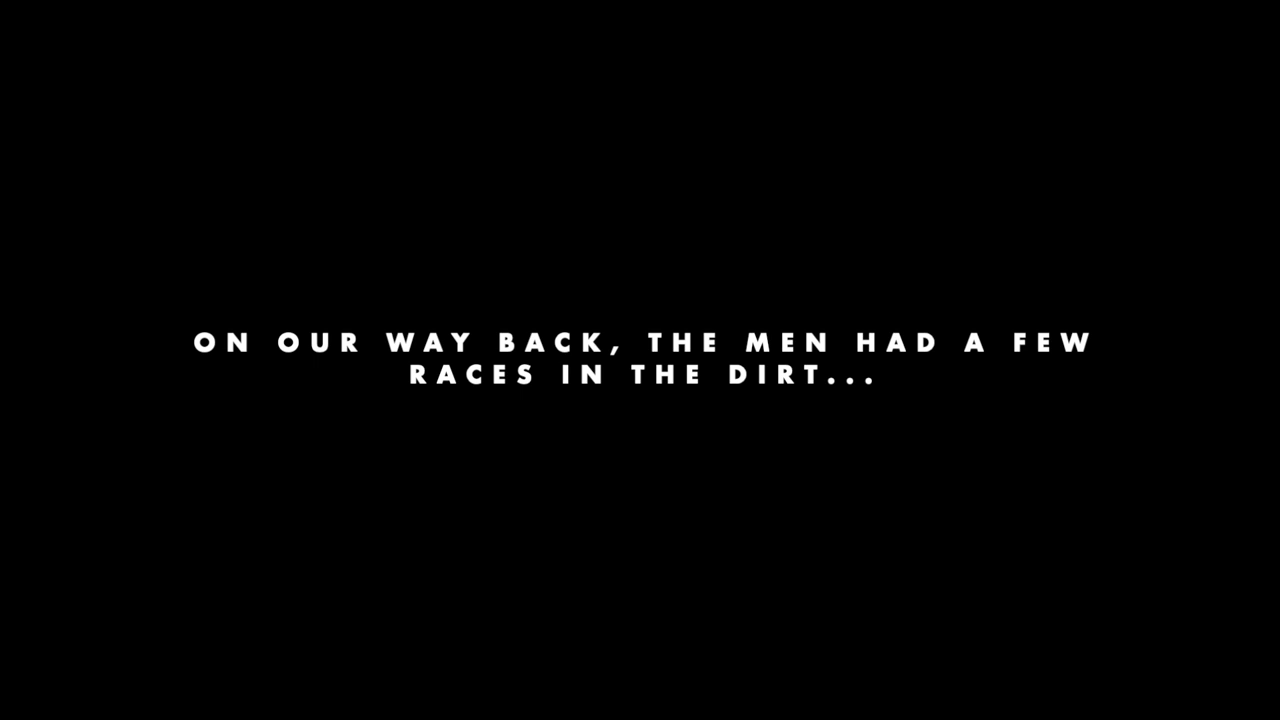 ON OUR WAY BACK, THE MEN HAD A FEW
RACES IN THE DIRT...